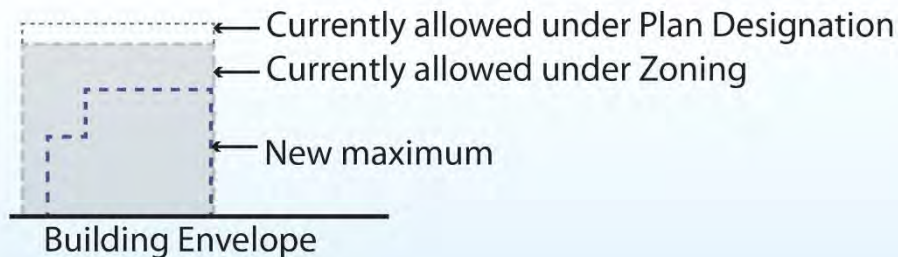 Currently allowed under Plan Designation
Currently allowed under Zoning
New maximum
Building Envelope